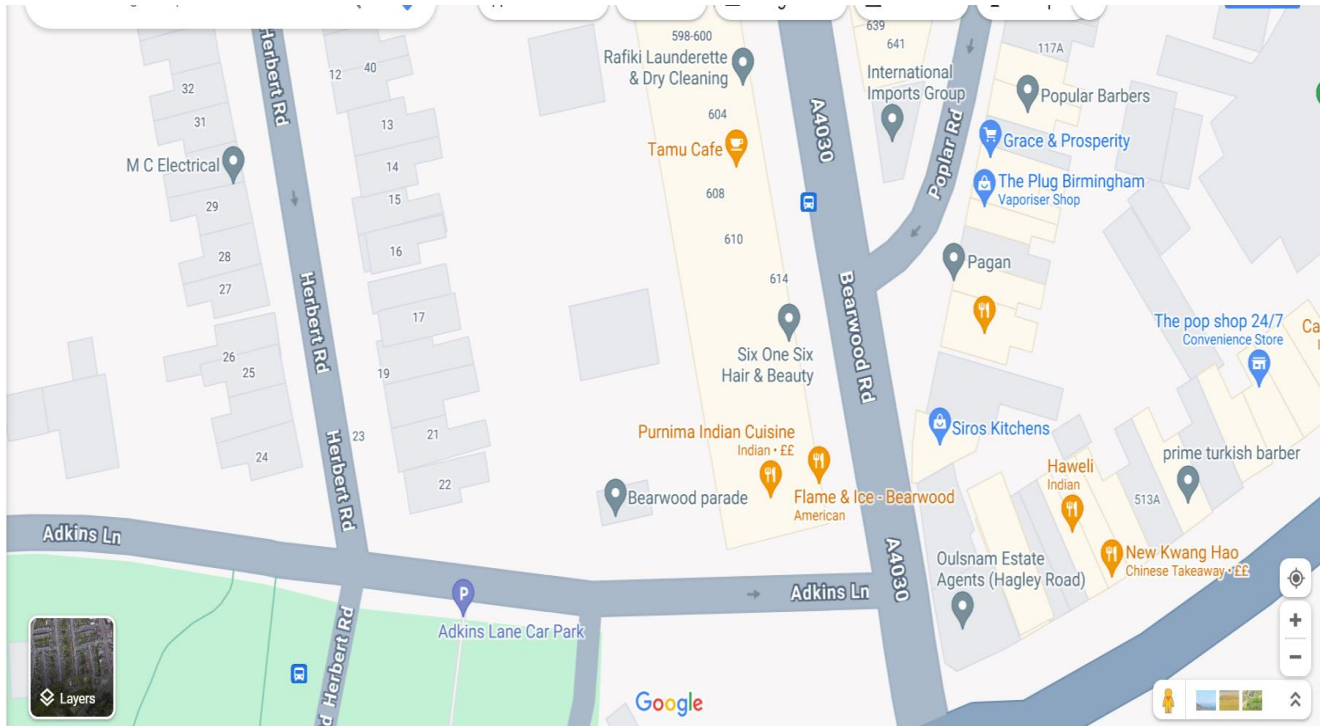 Herbert Rd
598-600
Rafiki Launderette
& Dry Cleaning
639
641
International
Imports Group
117A
Popular Barbers
12
40
32
31
13
604
A4030
Poplar Rd
Grace & Prosperity
M C Electrical
14
Tamu Cafe
The Plug Birmingham
Vaporiser Shop
29
15
608
28
16
610
Pagan
27
Herbert Rd
614
Bearwood Rd
17
26
25
19
Six One Six
Hair & Beauty
The pop shop 24/7
Convenience Store
Ca
24
23
21
22
Herbert Rd
Purnima Indian Cuisine
Indian · ££
Siros Kitchens
Flame & Ice - Bearwood
American
Bearwood parade
Haweli
Indian
prime turkish barber
513A
Adkins Ln
A4030
Oulsnam Estate
Agents (Hagley Road)
New Kwang Hao
Chinese Takeaway · ££
Adkins Ln
P
Adkins Lane Car Park
Herbert Rd
Layers
Google